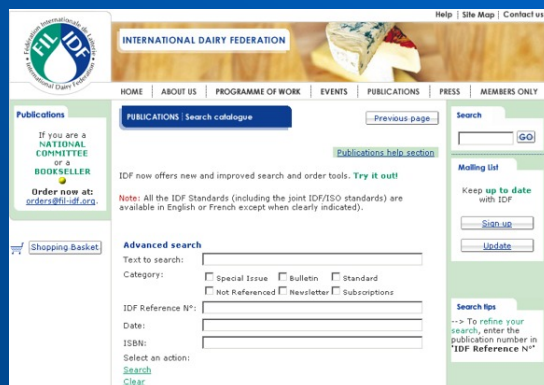 Help | Site Map | Contact us
Fédération Internationale de Laiterie
FIL IDF
International Dairy Federation
INTERNATIONAL DAIRY FEDERATION
HOME | ABOUT US | PROGRAMME OF WORK | EVENTS | PUBLICATIONS | PRESS | MEMBERS ONLY
Publications
If you are a
NATIONAL
COMMITTEE
or a
BOOKSELLER
Order now at:
orders@fil-idf.org.
Shopping Basket
PUBLICATIONS | Search catalogue
Previous page
Publications help section
IDF now offers new and improved search and order tools. Try it out!
Note: All the IDF Standards (including the joint IDF/ISO standards) are
available in English or French except when clearly indicated).
Advanced search
Text to search:
Category:
Special Issue Bulletin Standard
Not Referenced Newsletter Subscriptions
IDF Reference N°:
Date:
ISBN:
Select an action:
Search
Clear
Search
GO
Mailing List
Keep up to date
with IDF
Sign up
Update
Search tips
--> To refine your
search, enter the
publication number in
"IDF Reference N°"